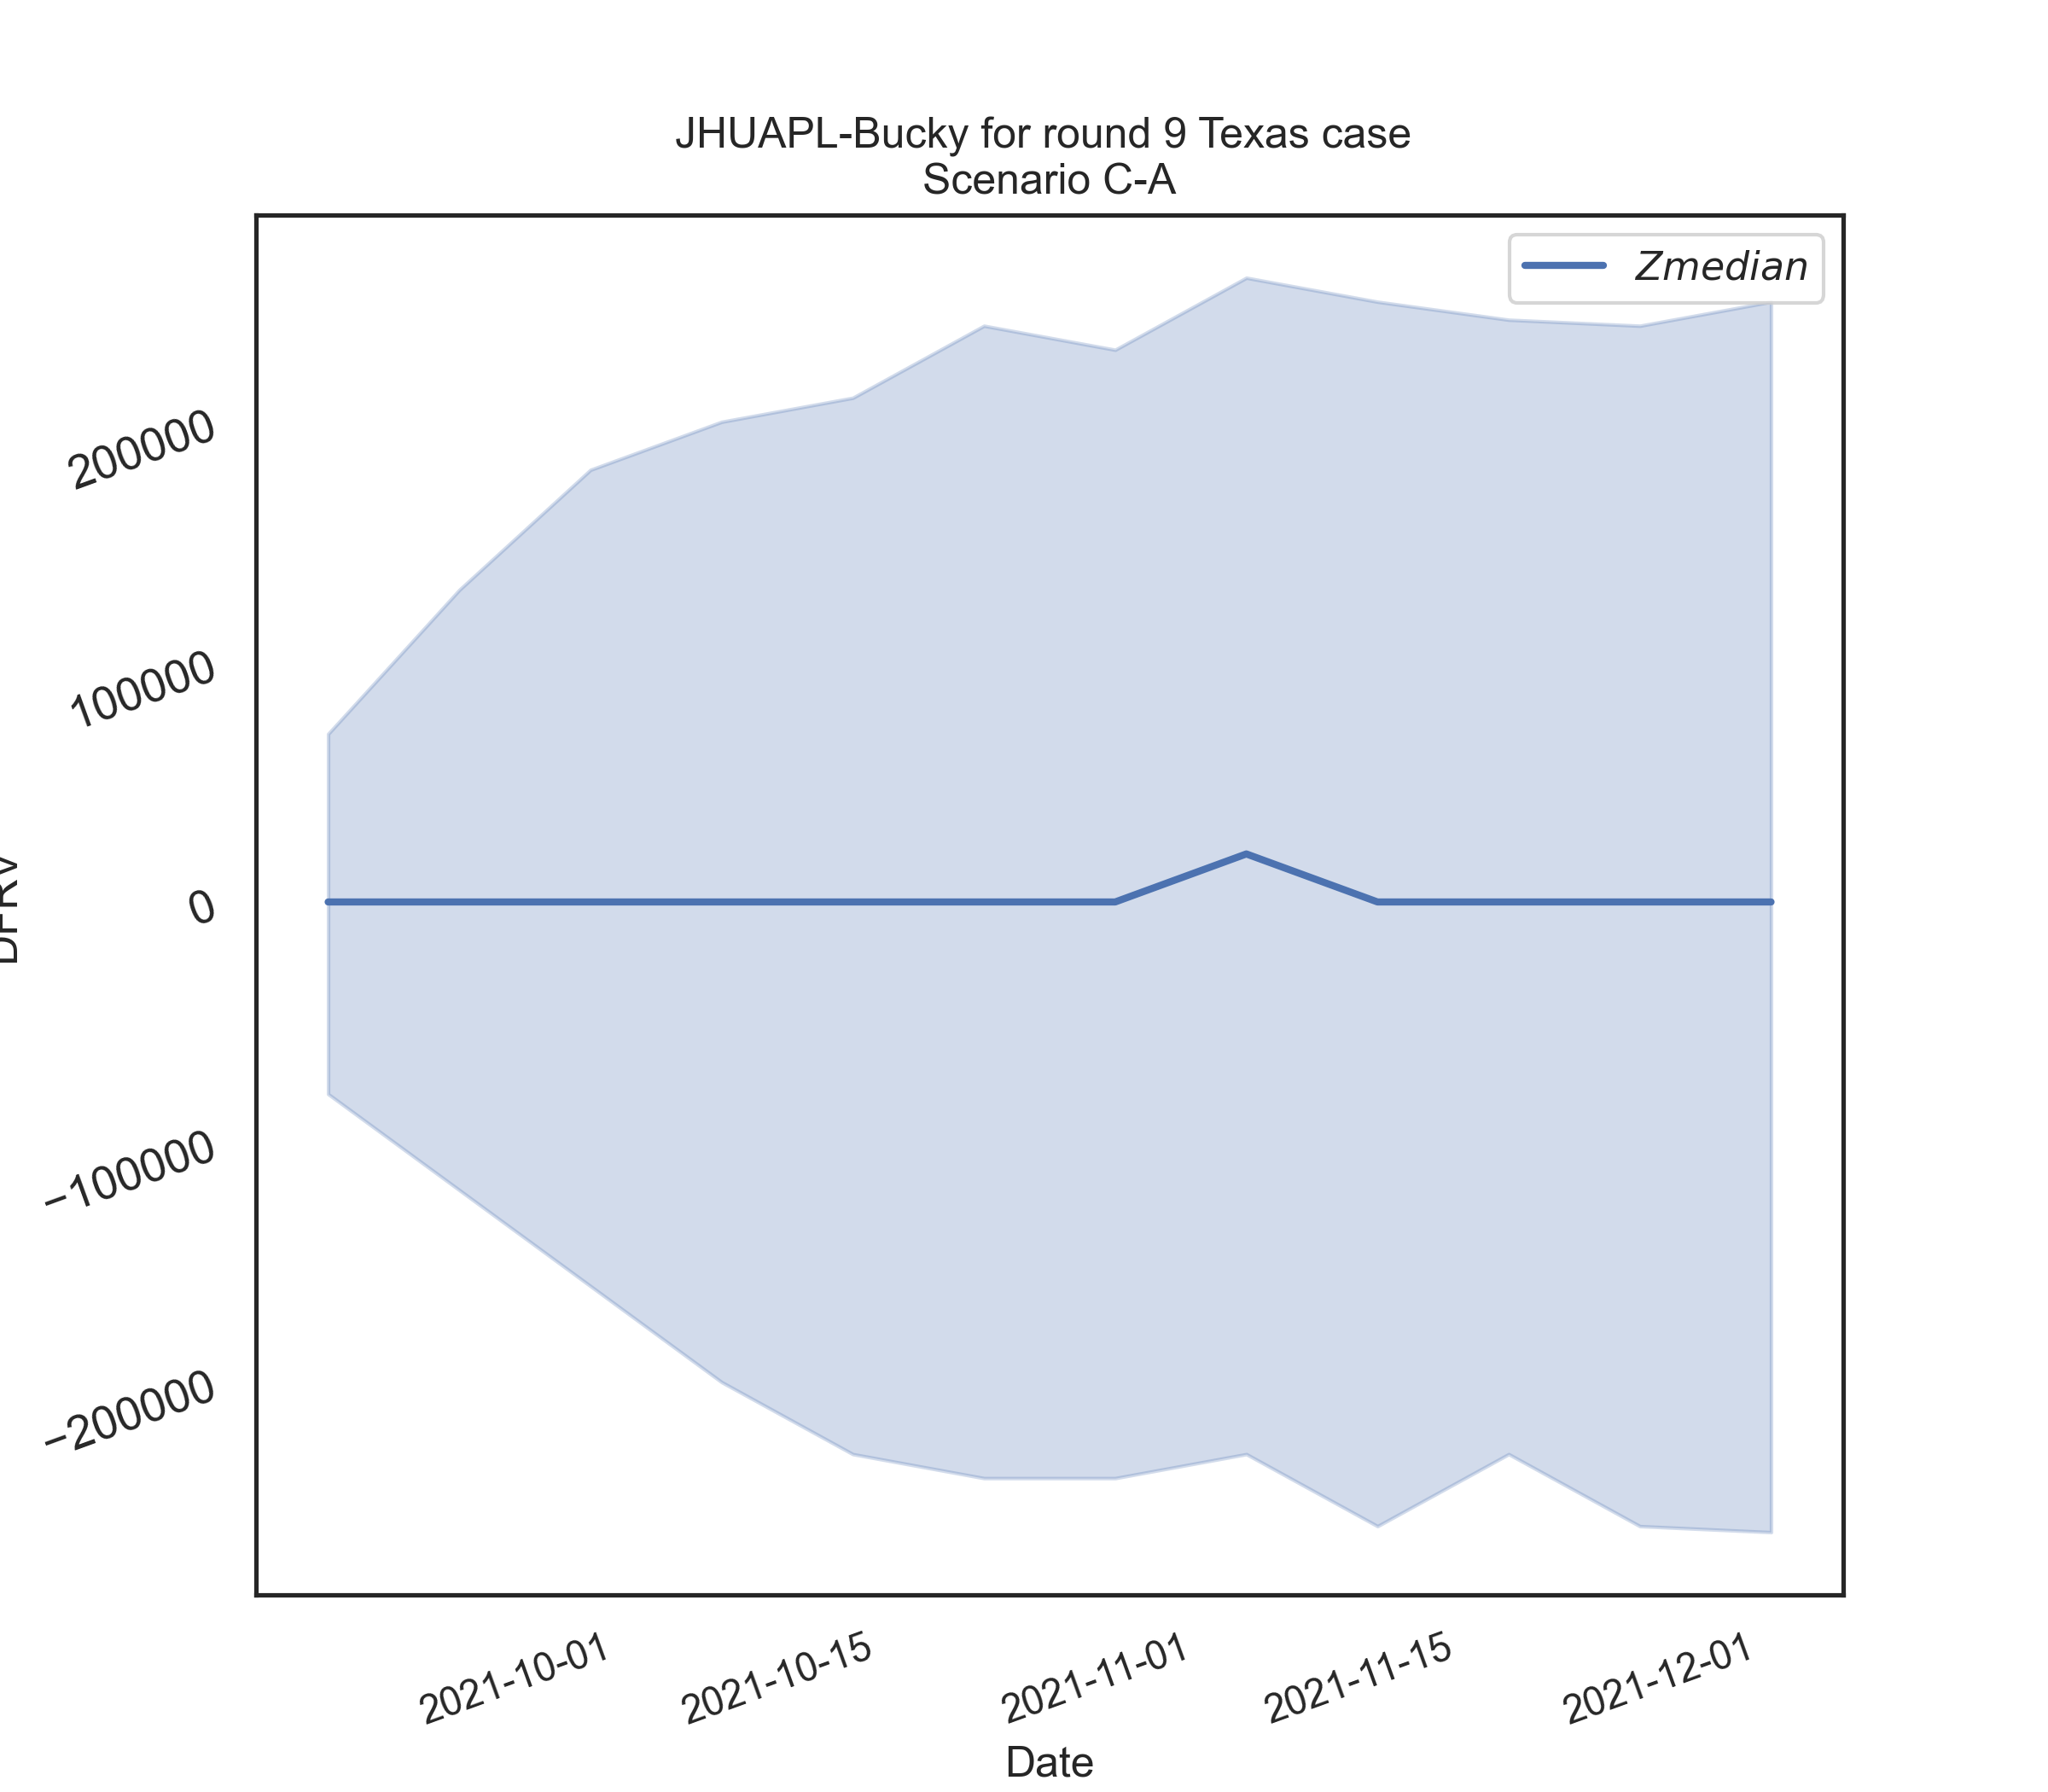 JHUAPL-Bucky for round 9 Texas case
Scenario C-A
Zmedian
200000
100000
0
−100000
−200000
2021-10-01
2021-10-15
2021-11-01
2021-11-15
2021-12-01
Date